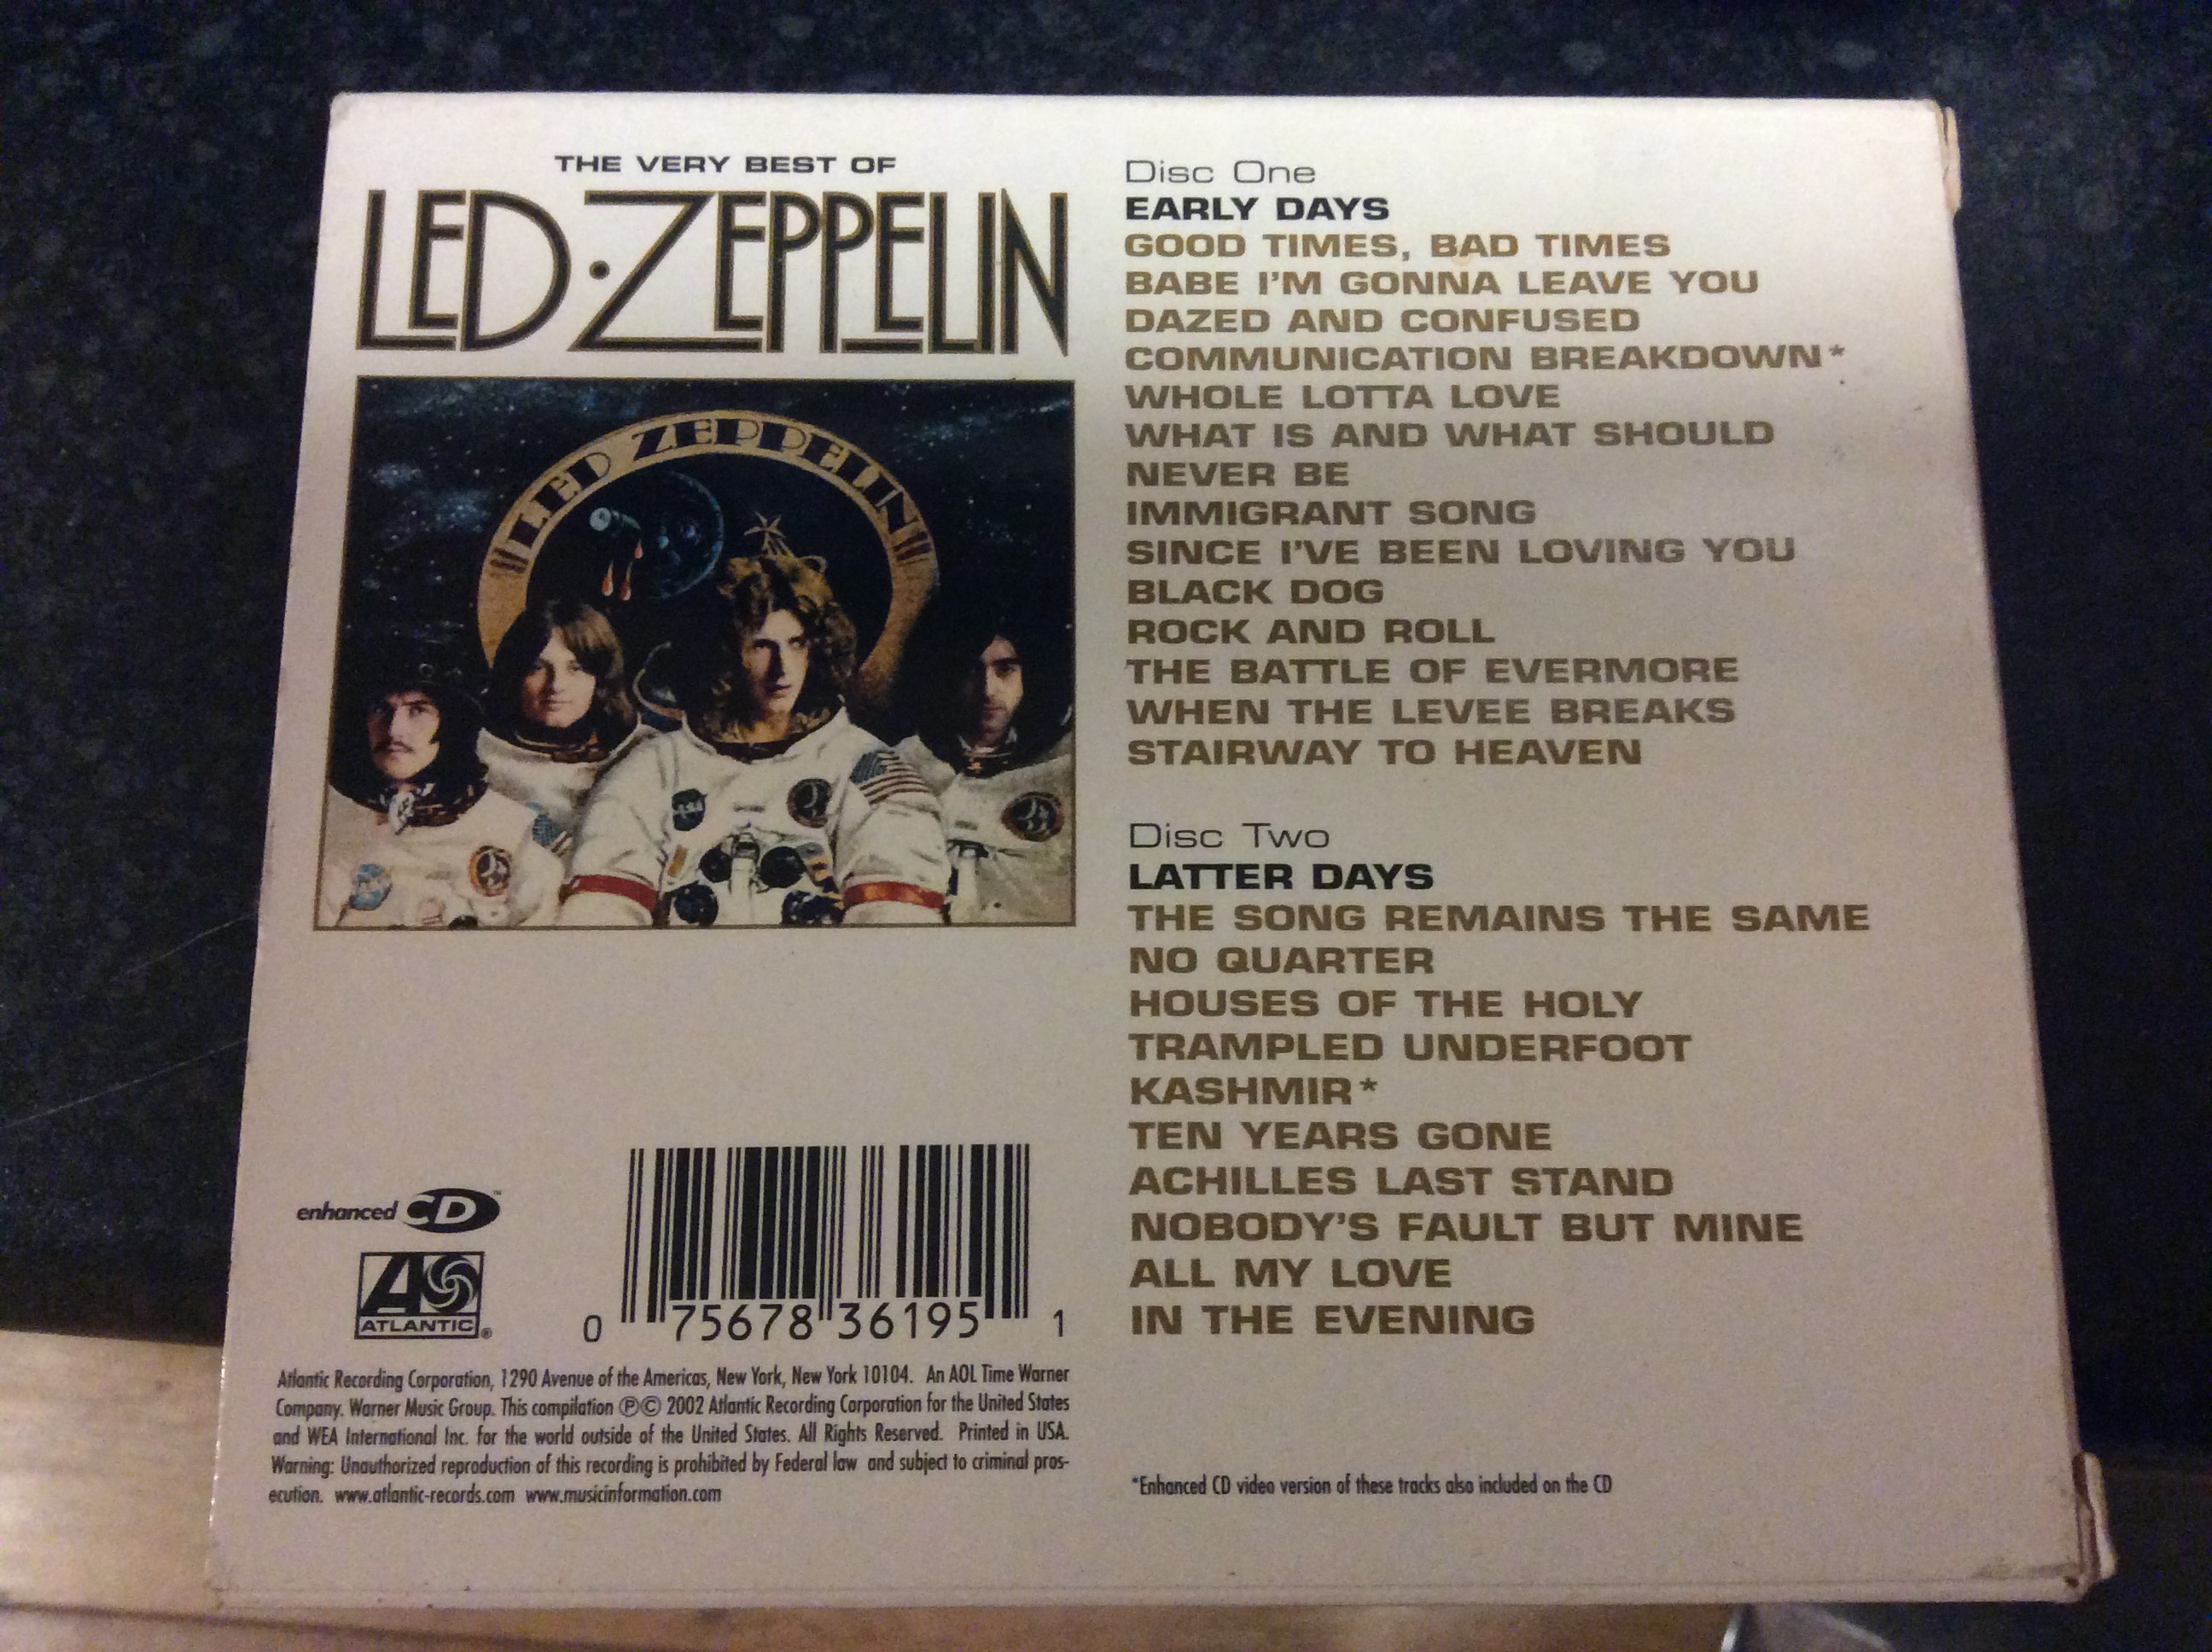 THE VERY BEST OF
LED·ZEPPELIN
LED ZEPPELIN
NASA
enhanced CD™
ATLANTIC®
0 75678 36195 1
Atlantic Recording Corporation, 1290 Avenue of the Americas, New York, New York 10104. An AOL Time Warner
Company. Warner Music Group. This compilation ℗© 2002 Atlantic Recording Corporation for the United States
and WEA International Inc. for the world outside of the United States. All Rights Reserved. Printed in USA.
Warning: Unauthorized reproduction of this recording is prohibited by Federal law and subject to criminal pros-
ecution. www.atlantic-records.com www.musicinformation.com
Disc One
EARLY DAYS
GOOD TIMES, BAD TIMES
BABE I'M GONNA LEAVE YOU
DAZED AND CONFUSED
COMMUNICATION BREAKDOWN*
WHOLE LOTTA LOVE
WHAT IS AND WHAT SHOULD
NEVER BE
IMMIGRANT SONG
SINCE I'VE BEEN LOVING YOU
BLACK DOG
ROCK AND ROLL
THE BATTLE OF EVERMORE
WHEN THE LEVEE BREAKS
STAIRWAY TO HEAVEN
Disc Two
LATTER DAYS
THE SONG REMAINS THE SAME
NO QUARTER
HOUSES OF THE HOLY
TRAMPLED UNDERFOOT
KASHMIR*
TEN YEARS GONE
ACHILLES LAST STAND
NOBODY'S FAULT BUT MINE
ALL MY LOVE
IN THE EVENING
*Enhanced CD video version of these tracks also included on the CD